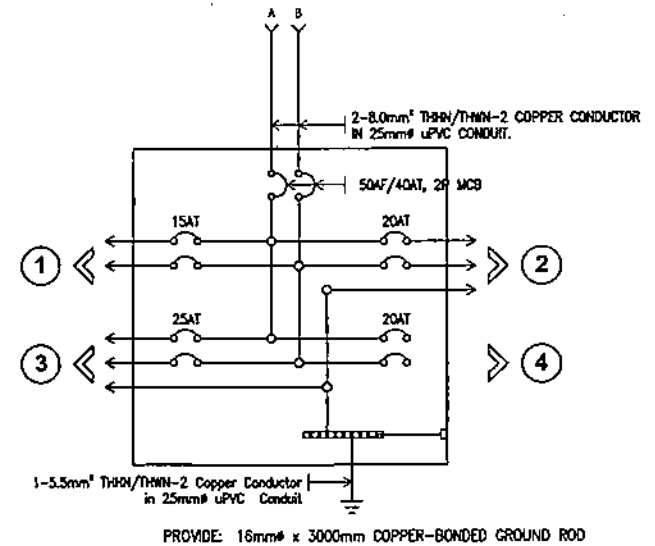 A B
2-8.0mm² THHN/THWN-2 COPPER CONDUCTOR
IN 25mmø uPVC CONDUIT.
50AF/40AT, 2P MCB
15AT 20AT
1 2
25AT 20AT
3 4
1-5.5mm² THHN/THWN-2 Copper Conductor
in 25mmø uPVC Conduit
PROVIDE: 16mmø x 3000mm COPPER-BONDED GROUND ROD